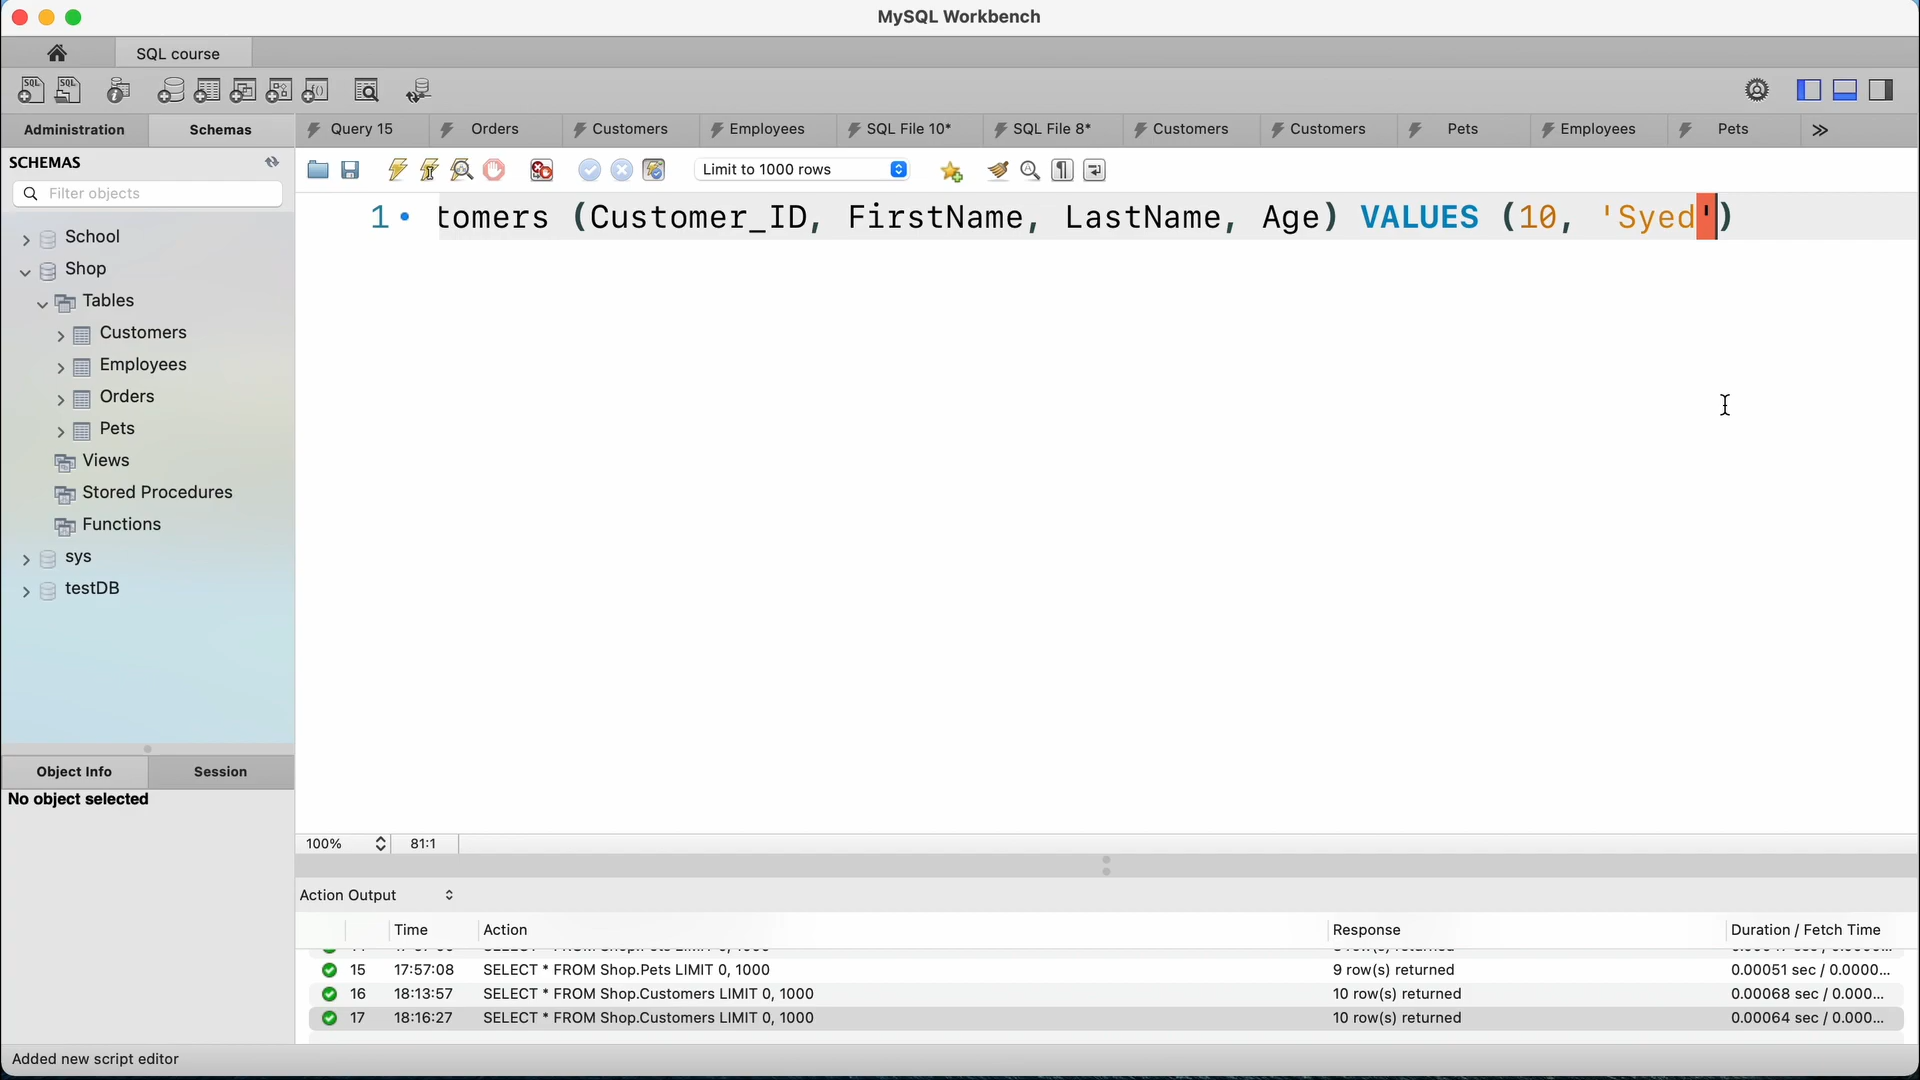 MySQL Workbench
SQL course
SQL
SQL
Administration
Schemas
Query 15
Orders
Customers
Employees
SQL File 10*
SQL File 8*
Customers
Customers
Pets
Employees
Pets
SCHEMAS
Filter objects
Limit to 1000 rows
1 tomers (Customer_ID, FirstName, LastName, Age) VALUES (10, 'Syed')
School
Shop
Tables
Customers
Employees
Orders
Pets
Views
Stored Procedures
Functions
sys
testDB
Object Info
Session
No object selected
100%
81:1
Action Output
Time Action Response Duration / Fetch Time
15 17:57:08 SELECT * FROM Shop.Pets LIMIT 0, 1000 9 row(s) returned 0.00051 sec / 0.0000...
16 18:13:57 SELECT * FROM Shop.Customers LIMIT 0, 1000 10 row(s) returned 0.00068 sec / 0.000...
17 18:16:27 SELECT * FROM Shop.Customers LIMIT 0, 1000 10 row(s) returned 0.00064 sec / 0.000...
Added new script editor